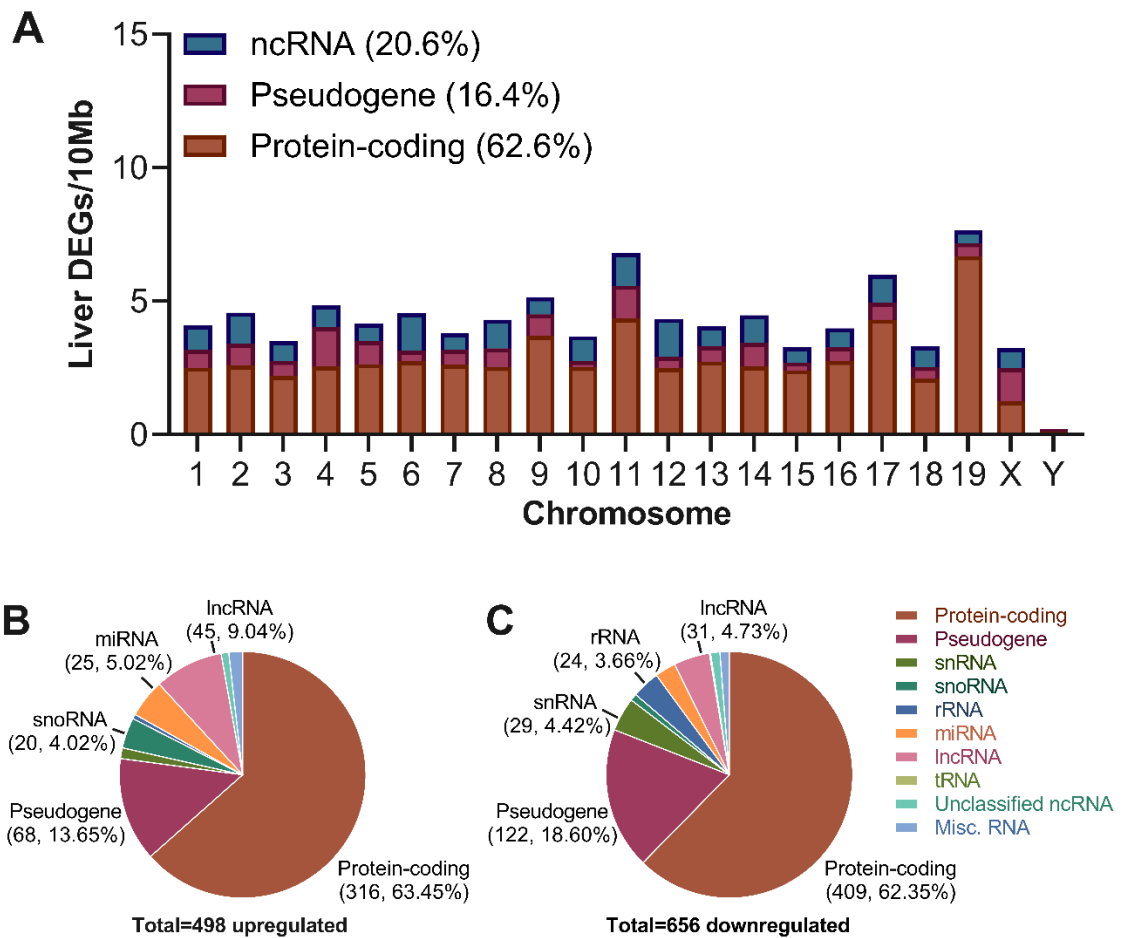 A
15
10
5
0
Liver DEGs/10Mb
ncRNA (20.6%)
Pseudogene (16.4%)
Protein-coding (62.6%)
1 2 3 4 5 6 7 8 9 10 11 12 13 14 15 16 17 18 19 X Y
Chromosome
B
lncRNA
(45, 9.04%)
miRNA
(25, 5.02%)
snoRNA
(20, 4.02%)
Pseudogene
(68, 13.65%)
Protein-coding
(316, 63.45%)
Total=498 upregulated
C
lncRNA
(31, 4.73%)
rRNA
(24, 3.66%)
snRNA
(29, 4.42%)
Pseudogene
(122, 18.60%)
Protein-coding
(409, 62.35%)
Total=656 downregulated
Protein-coding
Pseudogene
snRNA
snoRNA
rRNA
miRNA
lncRNA
tRNA
Unclassified ncRNA
Misc. RNA